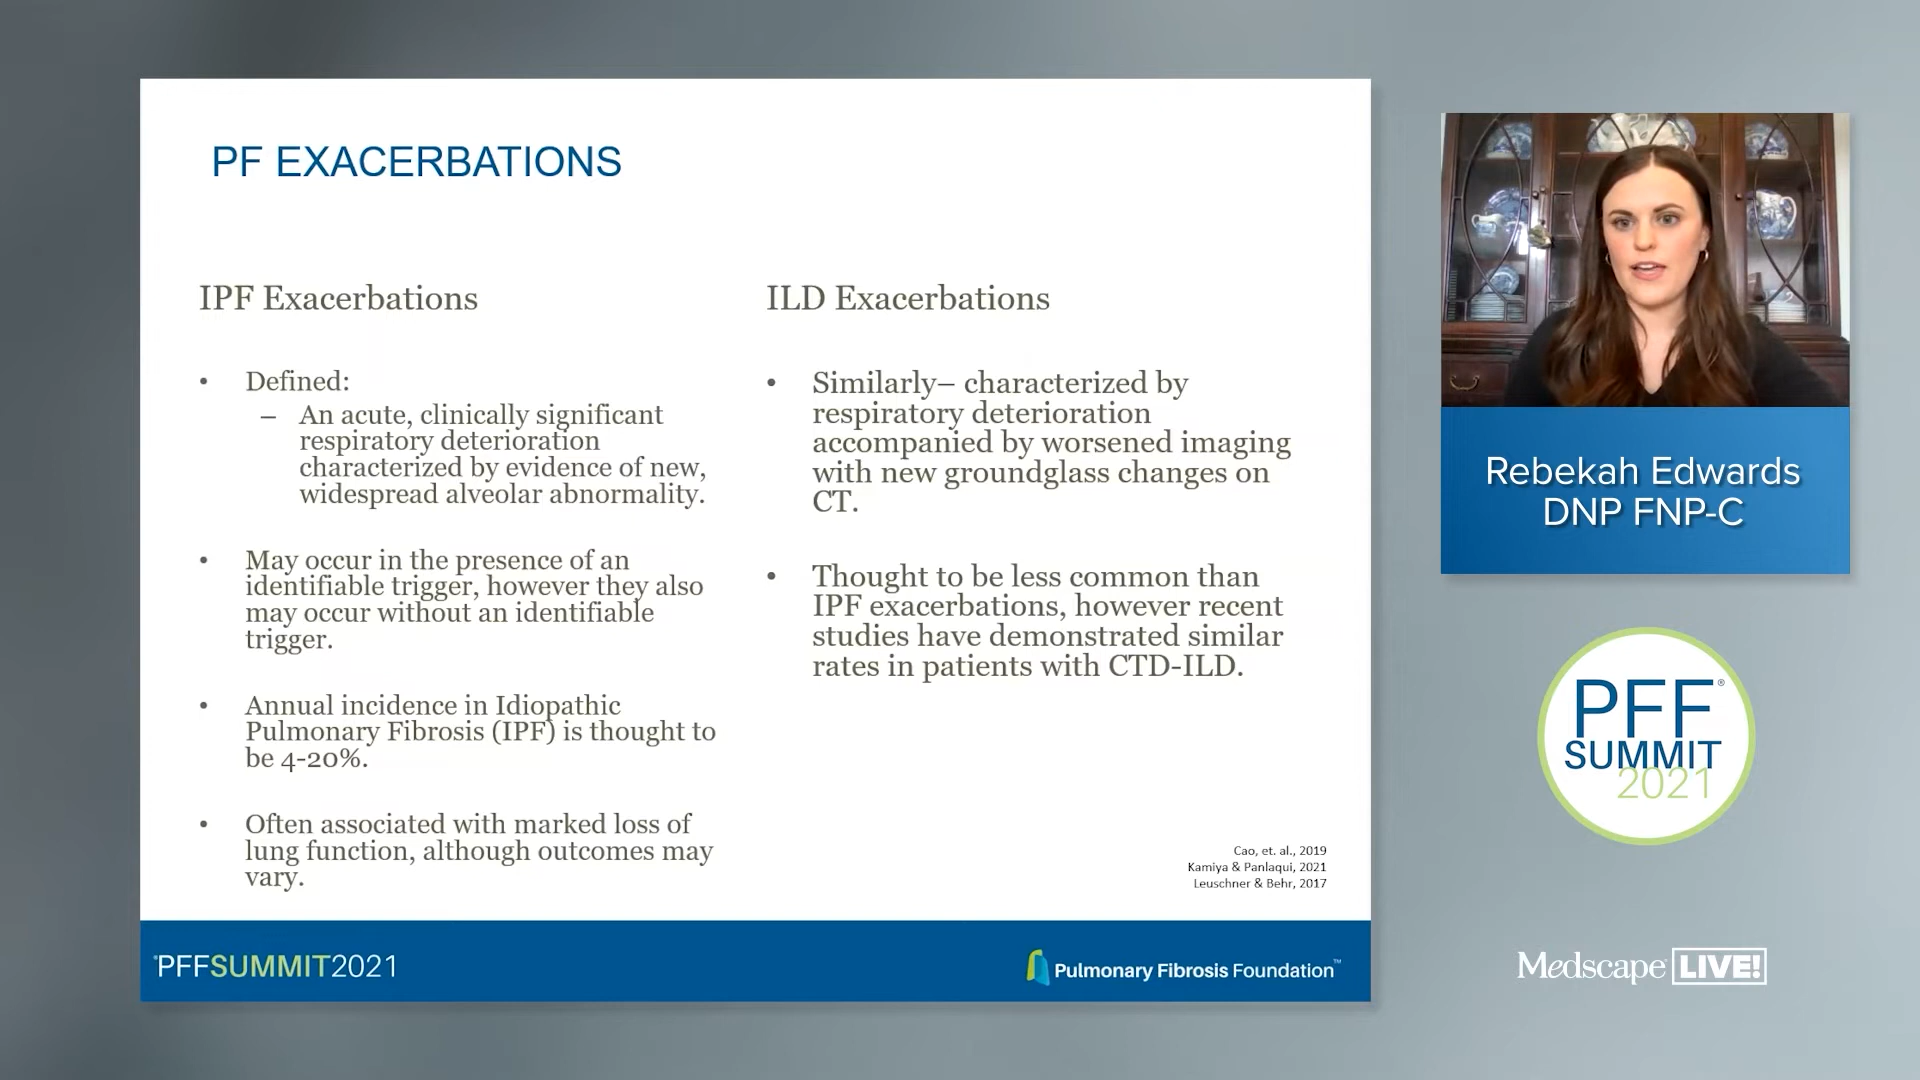 PF EXACERBATIONS
IPF Exacerbations
• Defined:
– An acute, clinically significant
respiratory deterioration
characterized by evidence of new,
widespread alveolar abnormality.
• May occur in the presence of an
identifiable trigger, however they also
may occur without an identifiable
trigger.
• Annual incidence in Idiopathic
Pulmonary Fibrosis (IPF) is thought to
be 4-20%.
• Often associated with marked loss of
lung function, although outcomes may
vary.
ILD Exacerbations
• Similarly– characterized by
respiratory deterioration
accompanied by worsened imaging
with new groundglass changes on
CT.
• Thought to be less common than
IPF exacerbations, however recent
studies have demonstrated similar
rates in patients with CTD-ILD.
Cao, et. al., 2019
Kamiya & Panlaqui, 2021
Leuschner & Behr, 2017
PFFSUMMIT2021
Pulmonary Fibrosis Foundation™
Rebekah Edwards
DNP FNP-C
PFF®
SUMMIT
2021
Medscape LIVE!